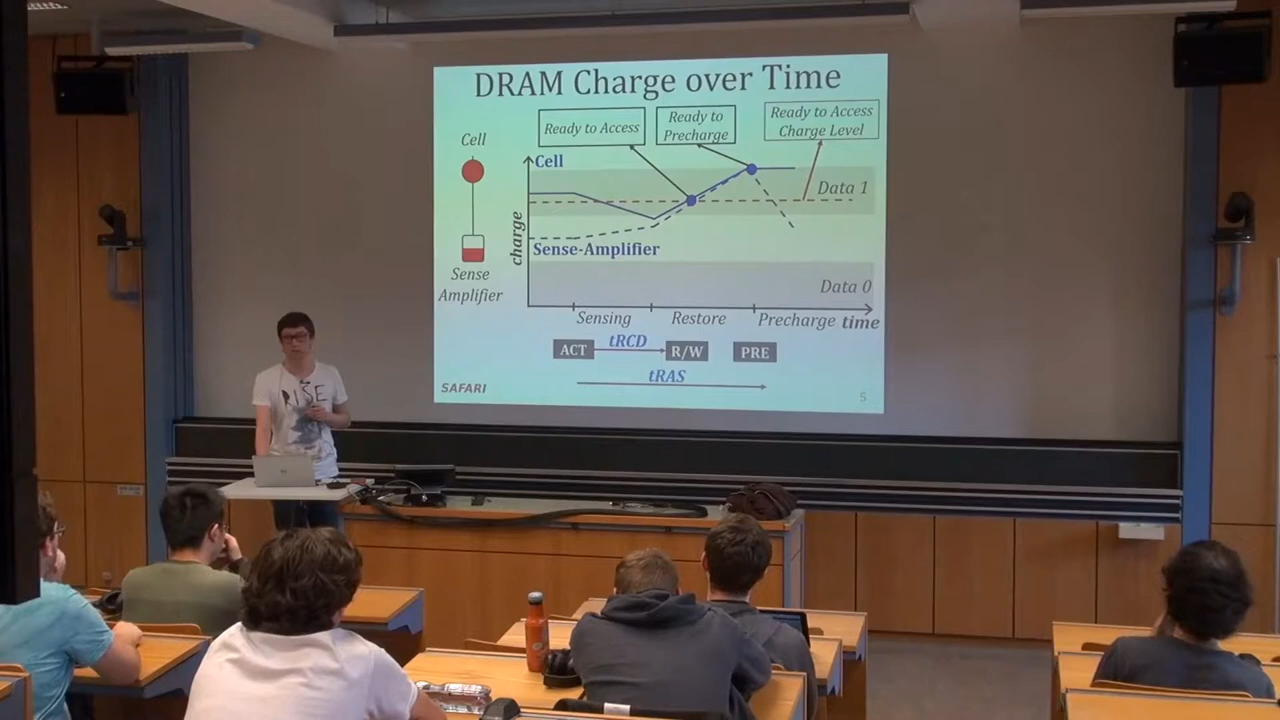 DRAM Charge over Time
Ready to Access
Ready to
Precharge
Ready to Access
Charge Level
Cell
Cell
Data 1
charge
Sense-Amplifier
Sense
Amplifier
Data 0
Sensing
Restore
Precharge
time
ACT
tRCD
R/W
PRE
tRAS
SAFARI
5
RISE